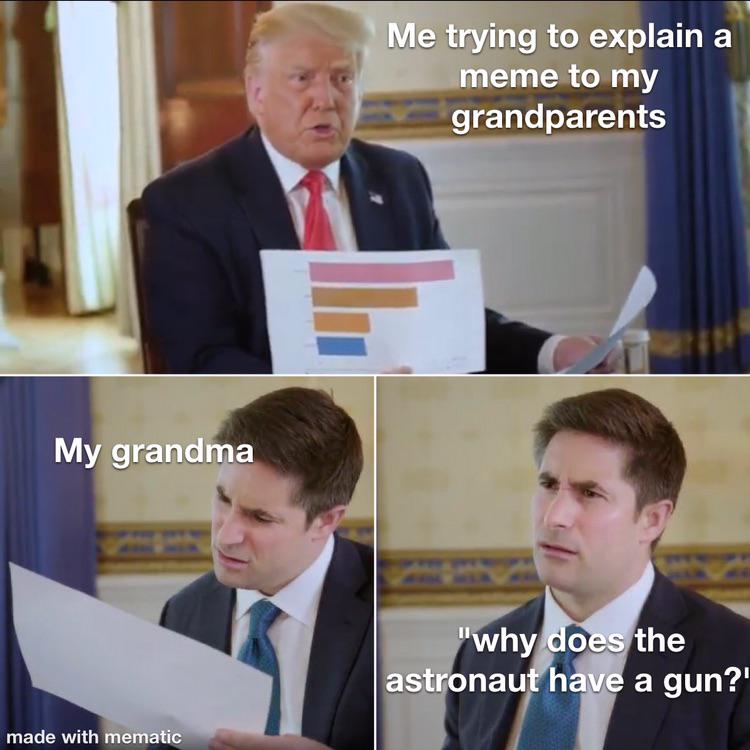 Me trying to explain a
meme to my
grandparents
My grandma
"why does the
astronaut have a gun?"
made with mematic